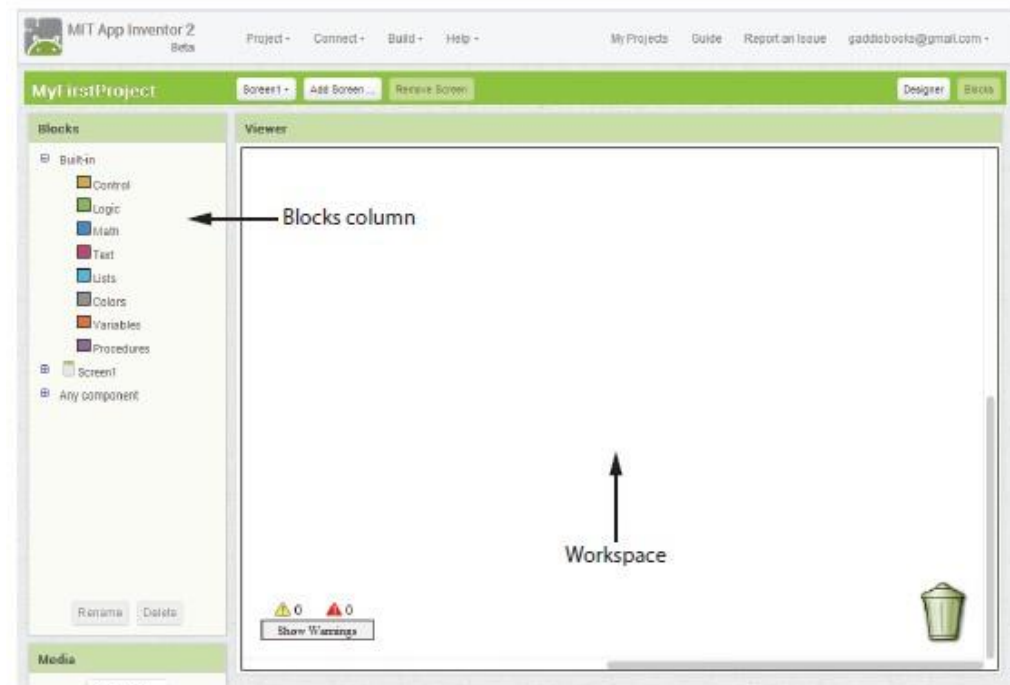 MIT App Inventor 2
Beta
Project Connect Build Help My Projects Guide Report an Issue gaddisbooks@gmail.com
MyFirstProject Screen1 Add Screen ... Remove Screen Designer Blocks
Blocks Viewer
Built-in
Control
Logic
Blocks column
Math
Text
Lists
Colors
Variables
Procedures
Screen1
Any component
Workspace
Rename Delete
0 0
Show Warnings
Media